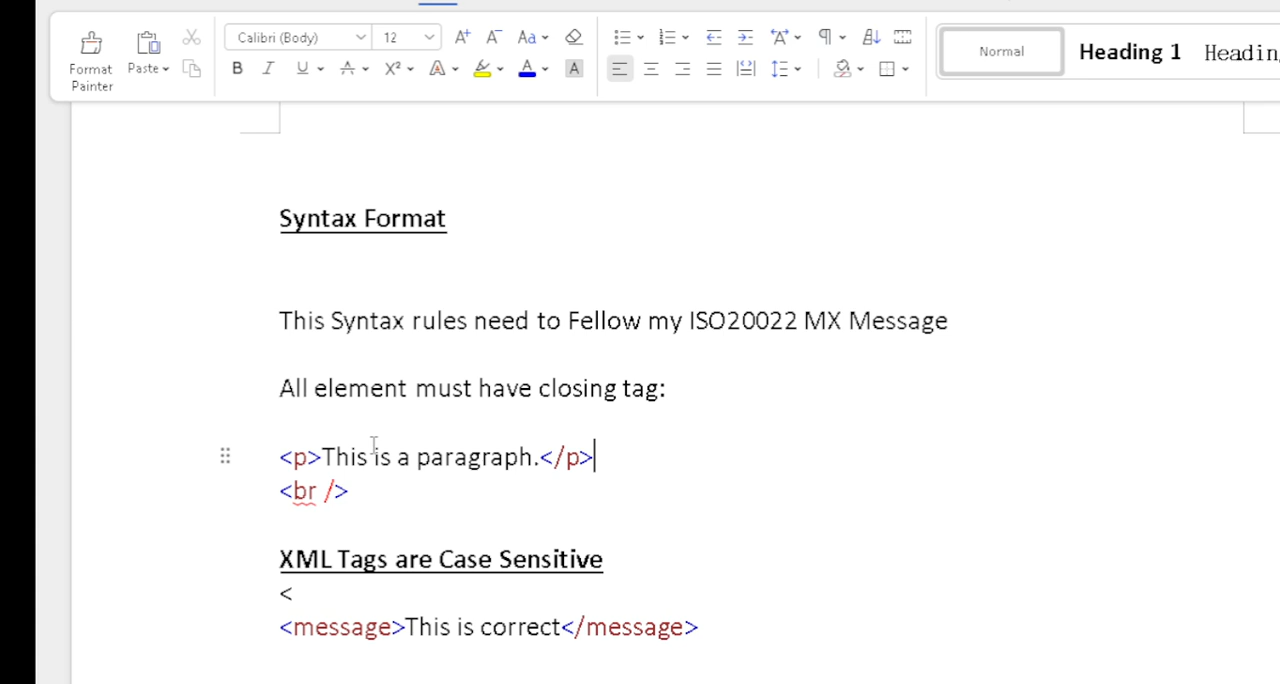 Calibri (Body) 12 A+ A- Aa
Format Painter
Paste
B I U A X² A A A
Normal
Heading 1
Headin
Syntax Format
This Syntax rules need to Fellow my ISO20022 MX Message
All element must have closing tag:
<p>This is a paragraph.</p>
<br />
XML Tags are Case Sensitive
<
<message>This is correct</message>